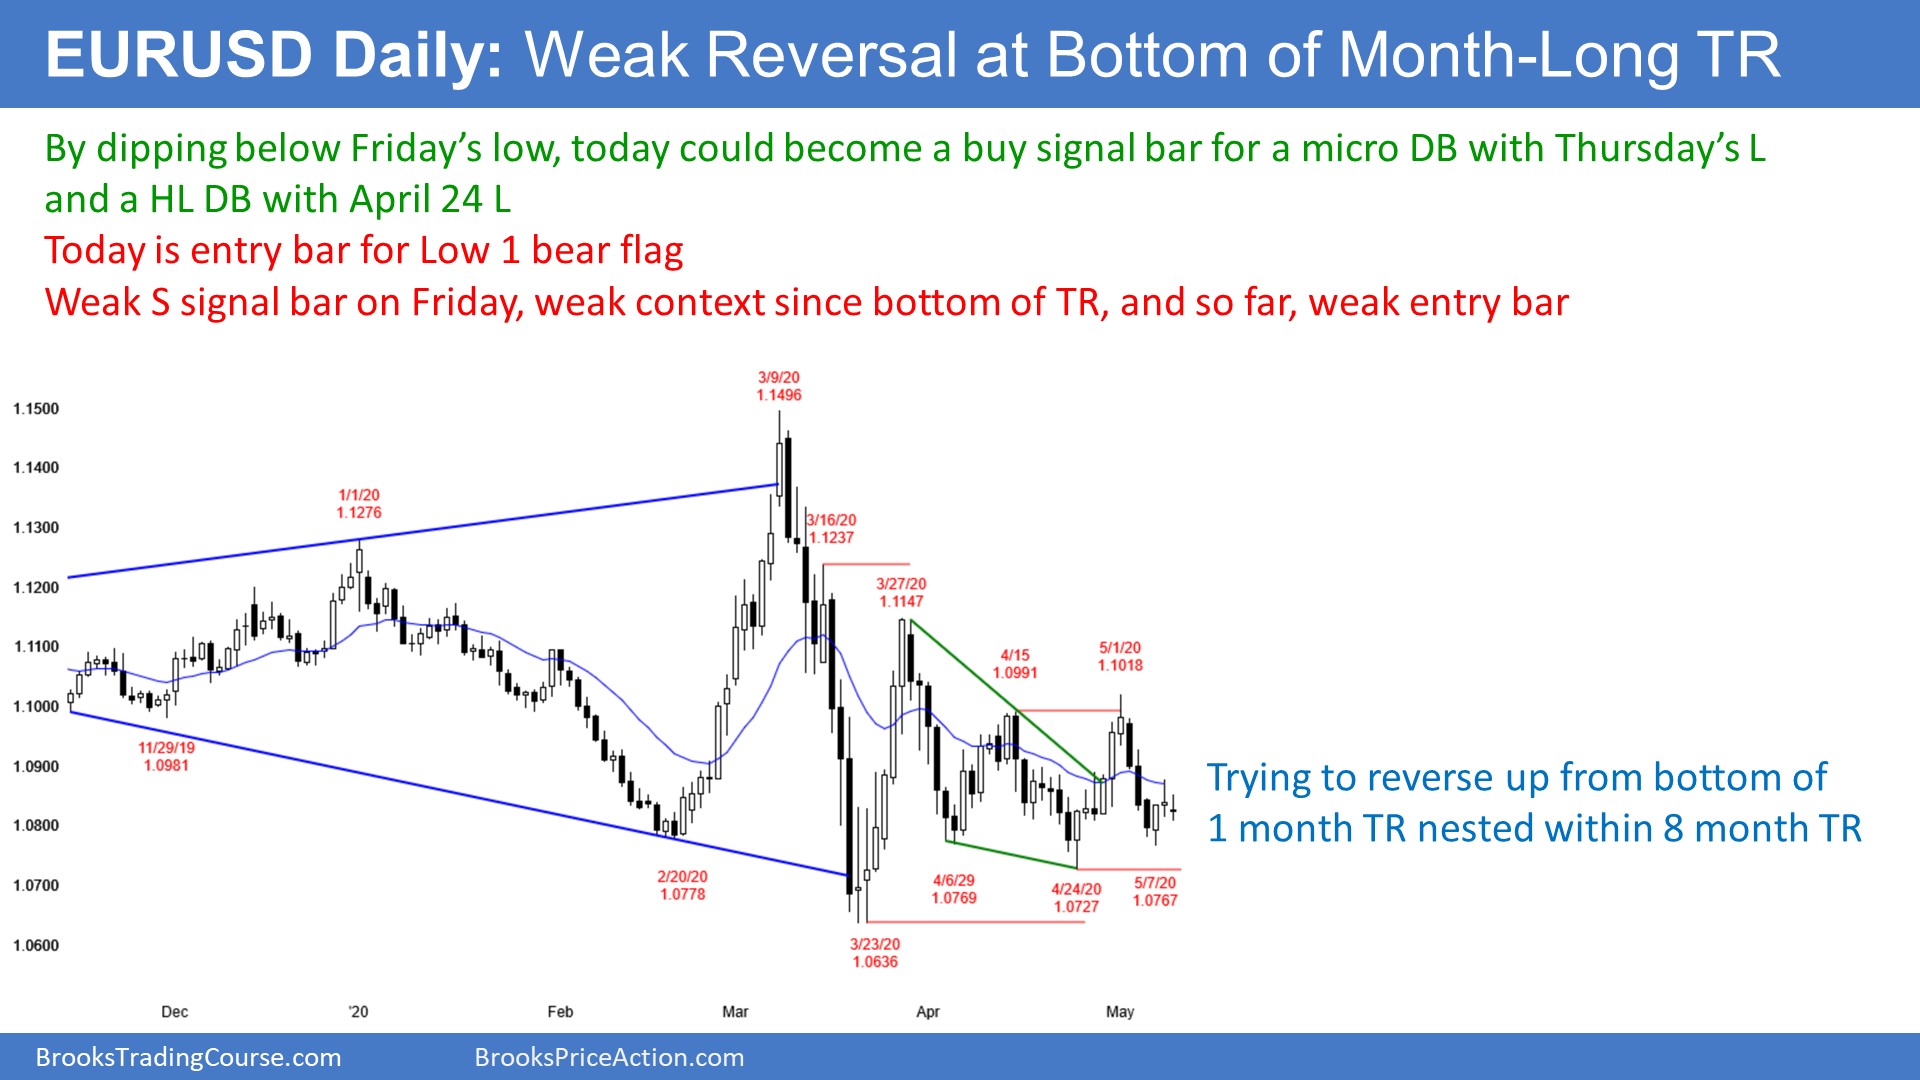 EURUSD Daily: Weak Reversal at Bottom of Month-Long TR
By dipping below Friday’s low, today could become a buy signal bar for a micro DB with Thursday’s L
and a HL DB with April 24 L
Today is entry bar for Low 1 bear flag
Weak S signal bar on Friday, weak context since bottom of TR, and so far, weak entry bar
3/9/20
1.1496
1.1500
1.1400
1/1/20
1.1276
3/16/20
1.1237
1.1300
3/27/20
1.1147
1.1200
1.1100
4/15
1.0991
5/1/20
1.1018
1.1000
11/29/19
1.0981
1.0900
Trying to reverse up from bottom of
1 month TR nested within 8 month TR
1.0800
2/20/20
1.0778
1.0700
4/6/29
1.0769
4/24/20
1.0727
5/7/20
1.0767
1.0600
3/23/20
1.0636
Dec
'20
Feb
Mar
Apr
May
BrooksTradingCourse.com
BrooksPriceAction.com